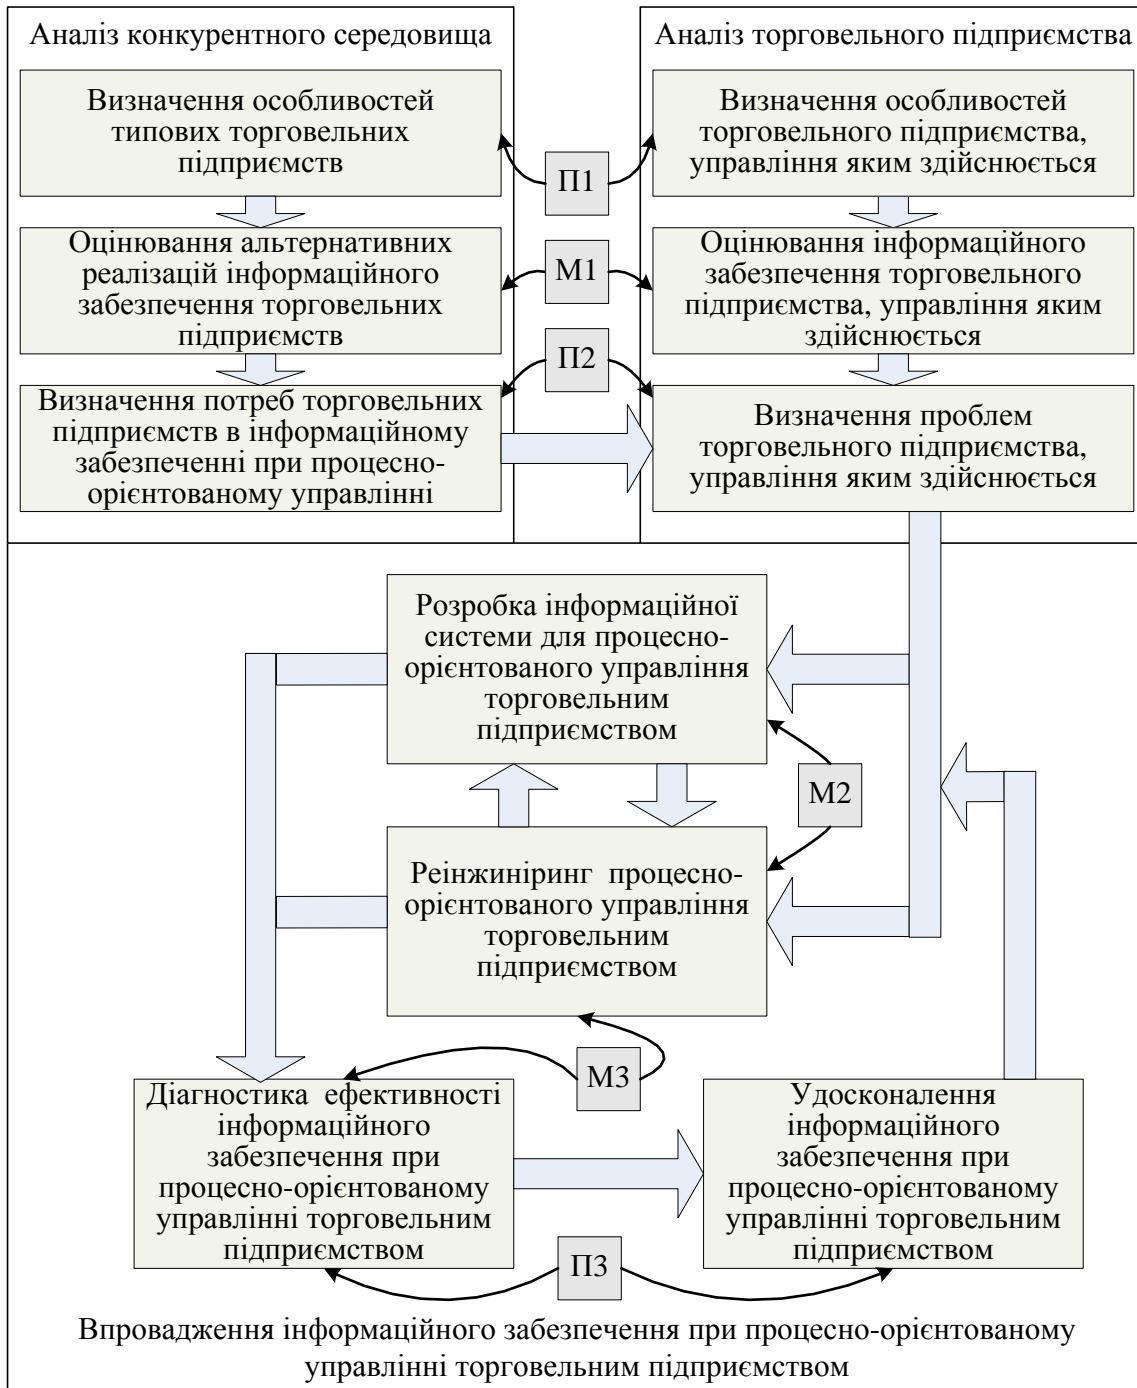 Аналіз конкурентного середовища
Визначення особливостей
типових торговельних
підприємств
Оцінювання альтернативних
реалізацій інформаційного
забезпечення торговельних
підприємств
Визначення потреб торговельних
підприємств в інформаційному
забезпеченні при процесно-
орієнтованому управлінні
П1
М1
П2
Аналіз торговельного підприємства
Визначення особливостей
торговельного підприємства,
управління яким здійснюється
Оцінювання інформаційного
забезпечення торговельного
підприємства, управління яким
здійснюється
Визначення проблем
торговельного підприємства,
управління яким здійснюється
Розробка інформаційної
системи для процесно-
орієнтованого управління
торговельним
підприємством
М2
Реінжиніринг процесно-
орієнтованого управління
торговельним
підприємством
М3
Діагностика ефективності
інформаційного
забезпечення при
процесно-орієнтованому
управлінні торговельним
підприємством
Удосконалення
інформаційного
забезпечення при
процесно-орієнтованому
управлінні торговельним
підприємством
П3
Впровадження інформаційного забезпечення при процесно-орієнтованому
управлінні торговельним підприємством